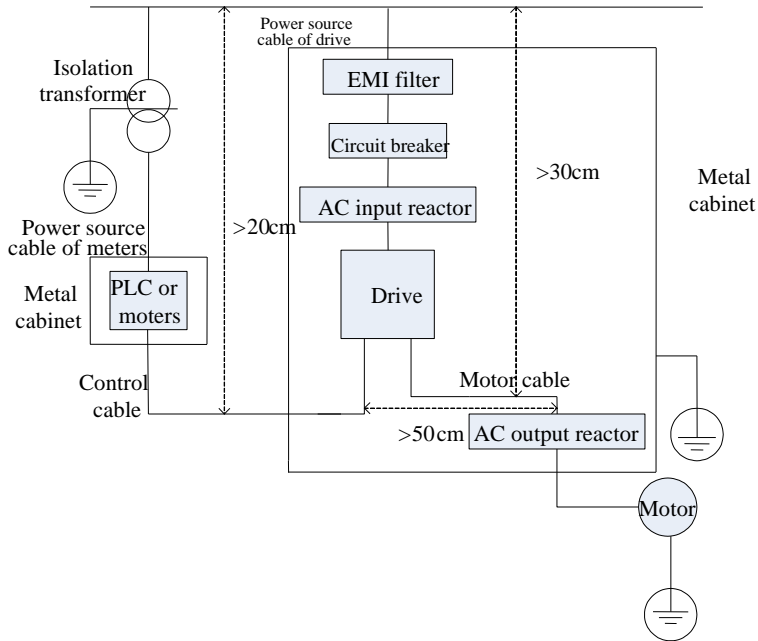 Power source
cable of drive
Isolation
transformer
EMI filter
Circuit breaker
>30cm
Metal
cabinet
AC input reactor
Power source
cable of meters
>20cm
PLC or
moters
Metal
cabinet
Drive
Control
cable
Motor cable
>50cm
AC output reactor
Motor